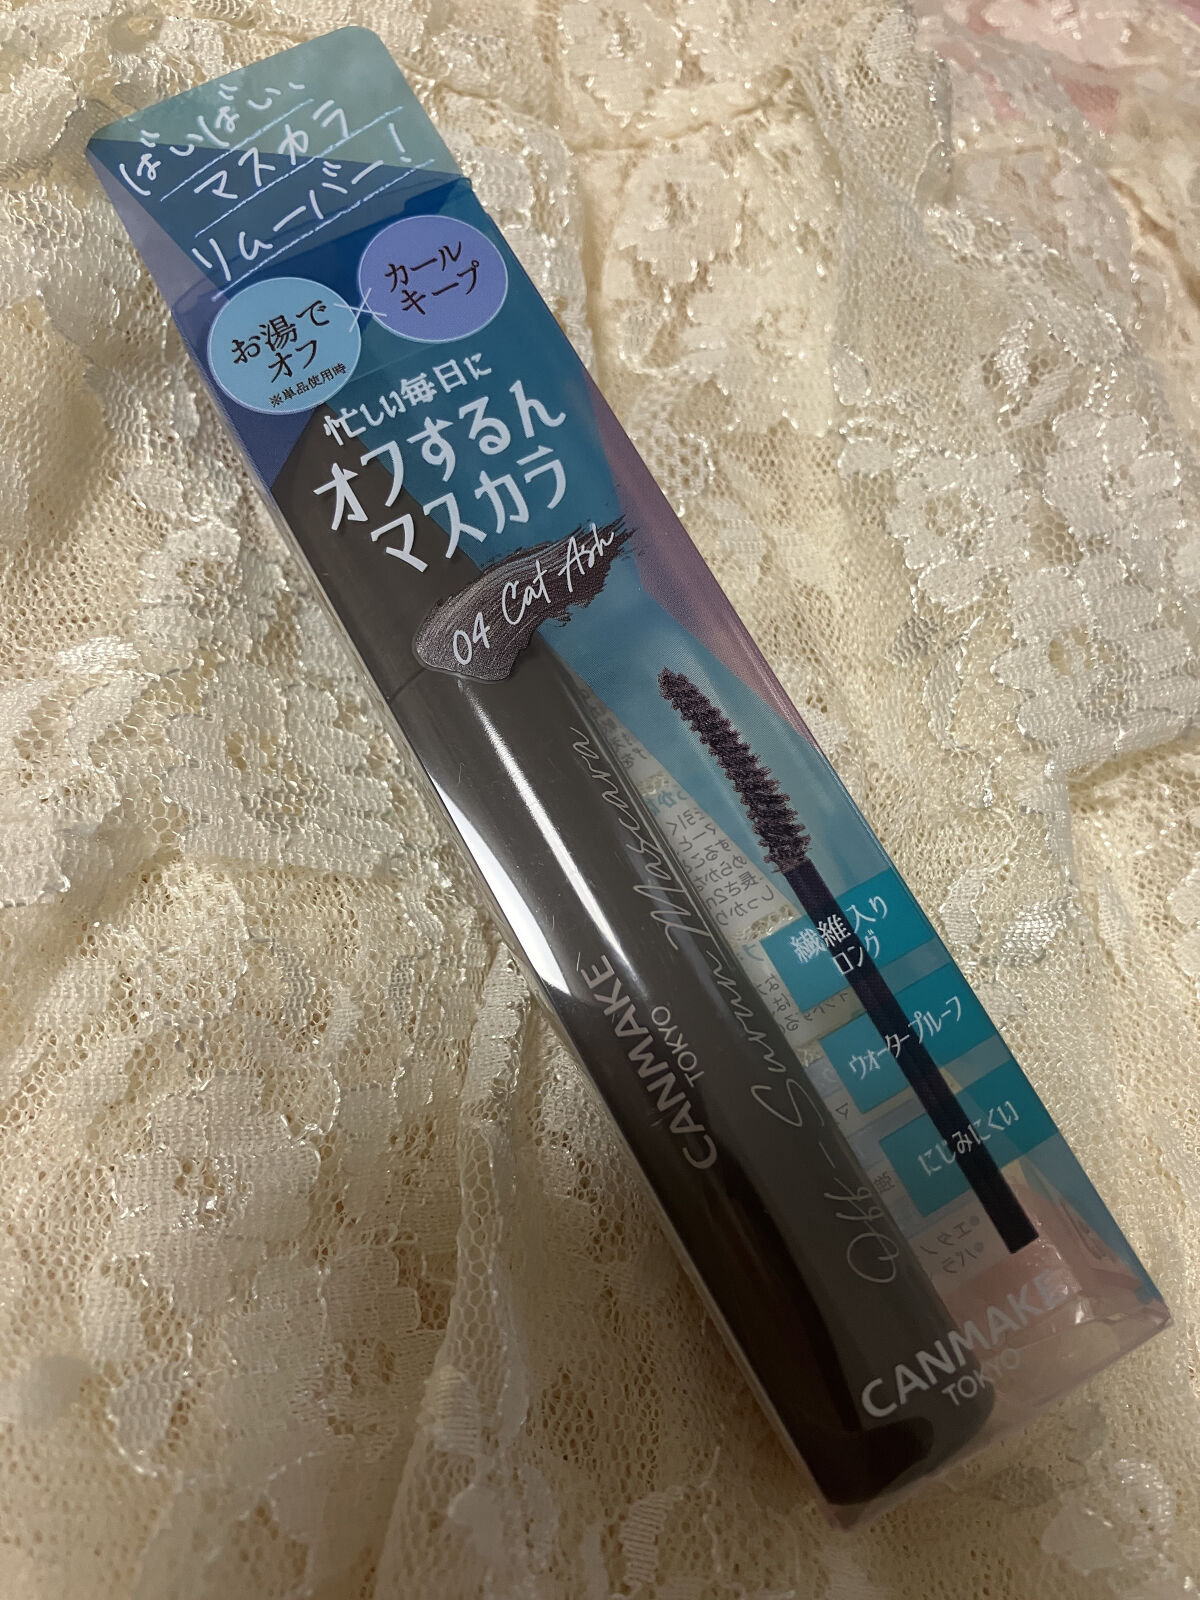 ばいばい、
マスカラ
リムーバー!
お湯で
オフ
※単品使用時
×
カール
キープ
忙しい毎日に
オフするん
マスカラ
04 Cat Ash
Off-Surun Mascara
CANMAKE
TOKYO
繊維入り
ロング
ウォータープルーフ
にじみにくい
CANMAKE
TOKYO